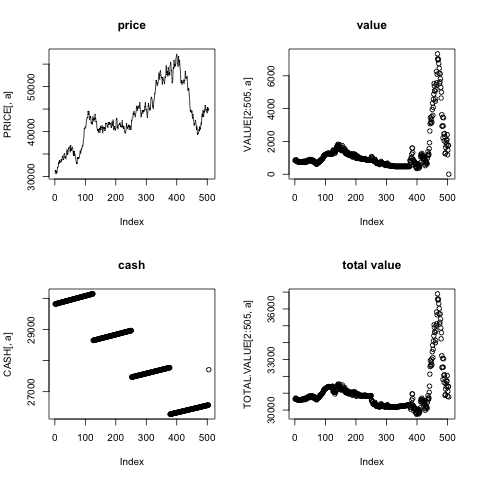 price
PRICE[, a]
30000 40000 50000
0 100 200 300 400 500
Index
value
VALUE[2:505, a]
0 2000 4000 6000
0 100 200 300 400 500
Index
cash
CASH[, a]
27000 29000
0 100 200 300 400 500
Index
total value
TOTAL.VALUE[2:505, a]
30000 31000 33000 36000
0 100 200 300 400 500
Index